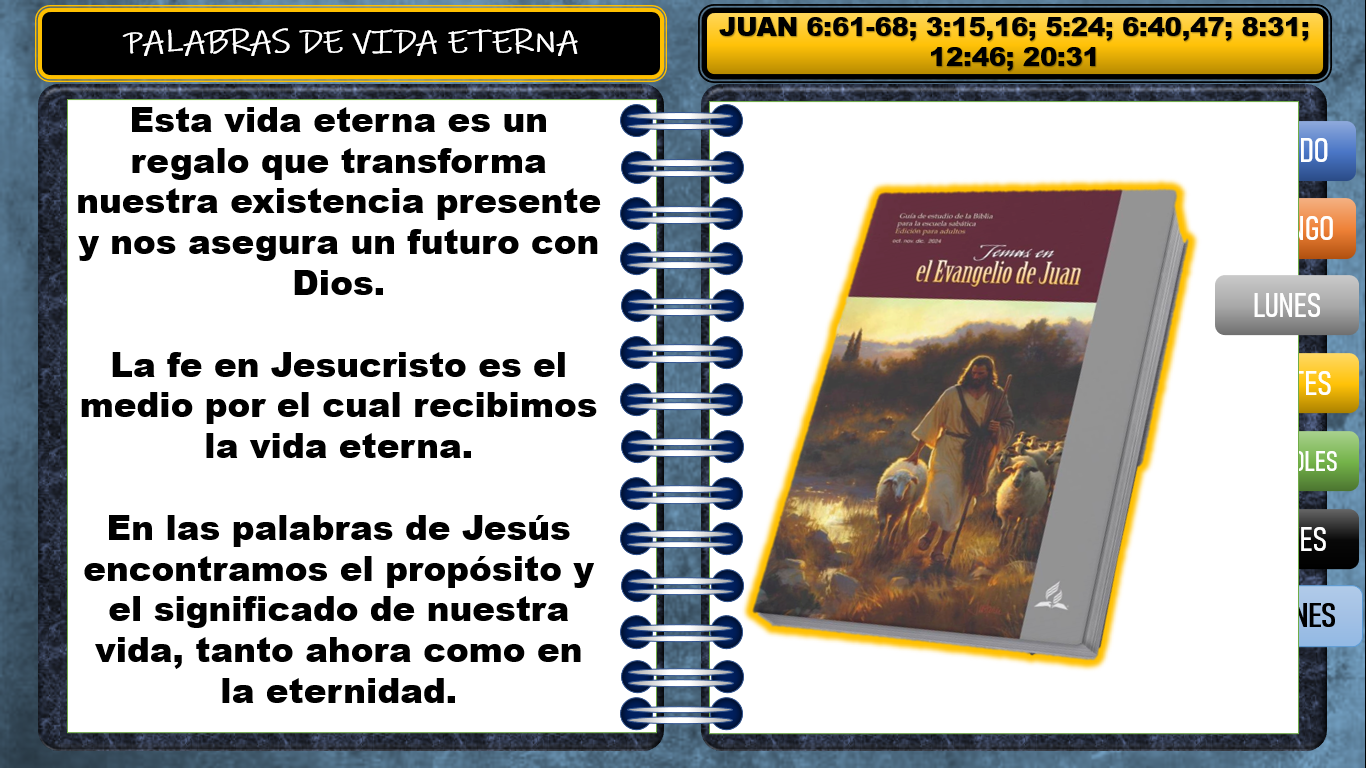 PALABRAS DE VIDA ETERNA
JUAN 6:61-68; 3:15,16; 5:24; 6:40,47; 8:31;
12:46; 20:31
Esta vida eterna es un
regalo que transforma
nuestra existencia presente
y nos asegura un futuro con
Dios.
La fe en Jesucristo es el
medio por el cual recibimos
la vida eterna.
En las palabras de Jesús
encontramos el propósito y
el significado de nuestra
vida, tanto ahora como en
la eternidad.
Guía de estudio de la Biblia
para la escuela sabática
Edición para adultos
oct. nov. dic. 2024
Temas en
el Evangelio de Juan
DO
NGO
LUNES
TES
OLES
ES
NES